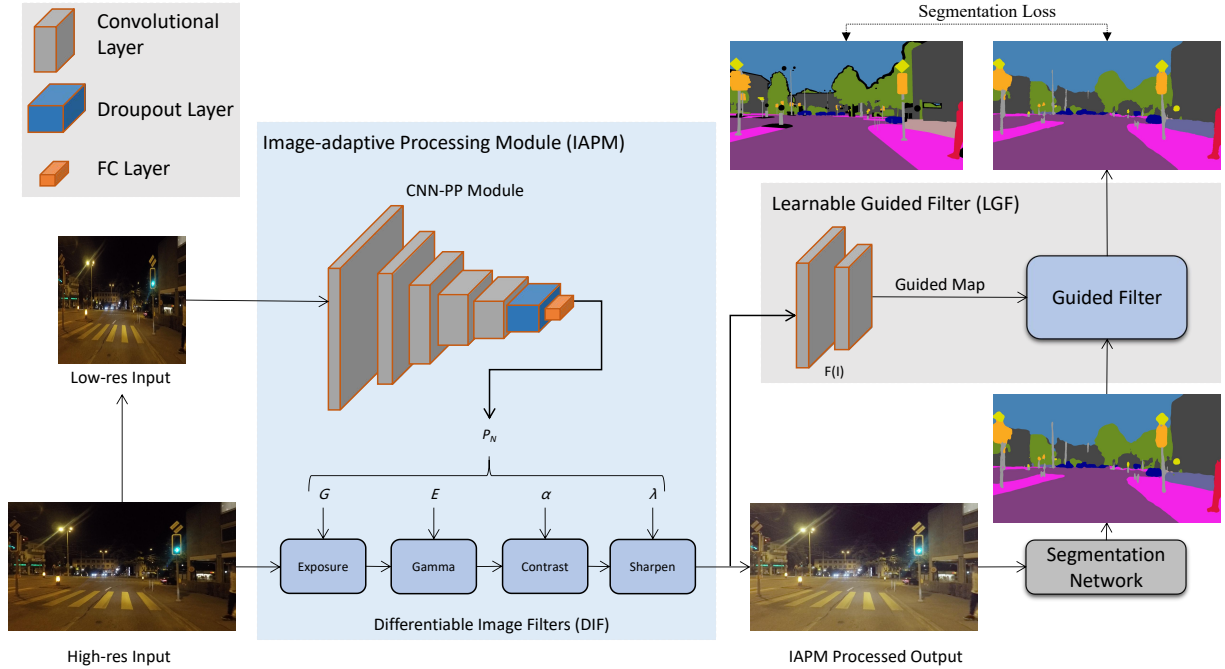 Convolutional
Layer
Droupout Layer
FC Layer
Segmentation Loss
Image-adaptive Processing Module (IAPM)
CNN-PP Module
Learnable Guided Filter (LGF)
Guided Map
Guided Filter
F(I)
Low-res Input
P_N
G
E
α
λ
Exposure
Gamma
Contrast
Sharpen
Segmentation
Network
Differentiable Image Filters (DIF)
High-res Input
IAPM Processed Output